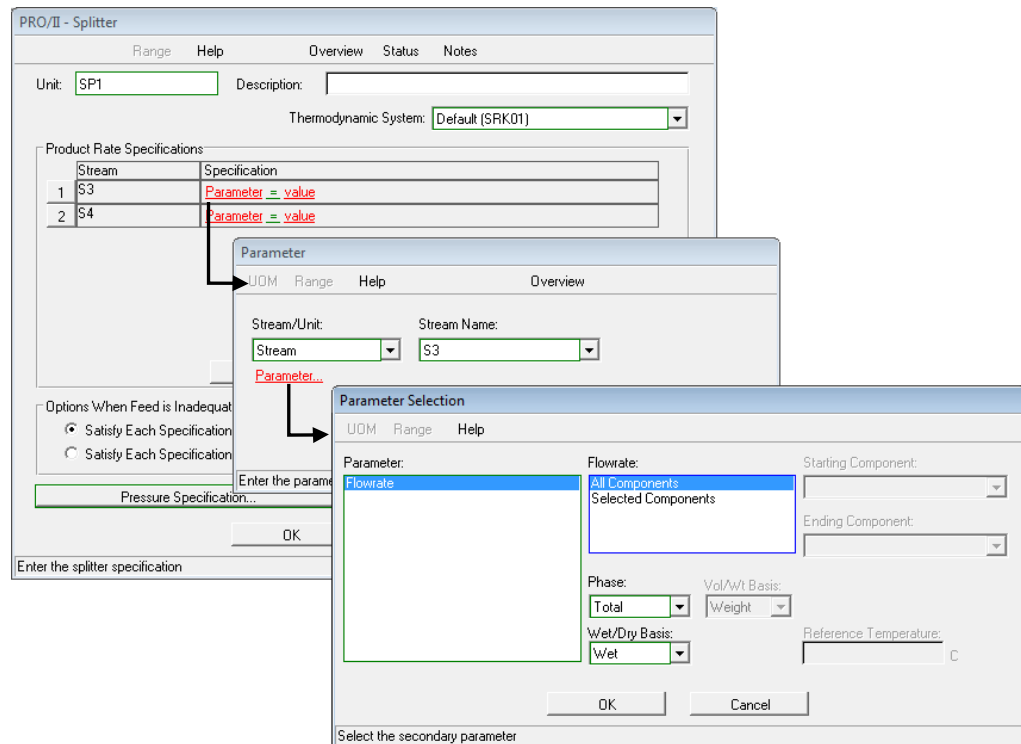 PRO/II - Splitter
Range Help Overview Status Notes
Unit: SP1 Description:
Thermodynamic System: Default (SRK01)
Product Rate Specifications
Stream Specification
1 S3 Parameter = value
2 S4 Parameter = value
Parameter
UOM Range Help Overview
Stream/Unit: Stream Name:
Stream S3
Parameter...
Options When Feed is
Satisfy Each Specification
Satisfy Each Specification
Enter the
Pressure Specification...
OK
Enter the splitter specification
Parameter Selection
UOM Range Help
Parameter: Flowrate: Starting Component:
Flowrate All Components
Selected Components
Ending Component:
Phase: Vol/Wt Basis:
Total Weight
Wet/Dry Basis: Reference Temperature:
Wet C
OK Cancel
Select the secondary parameter